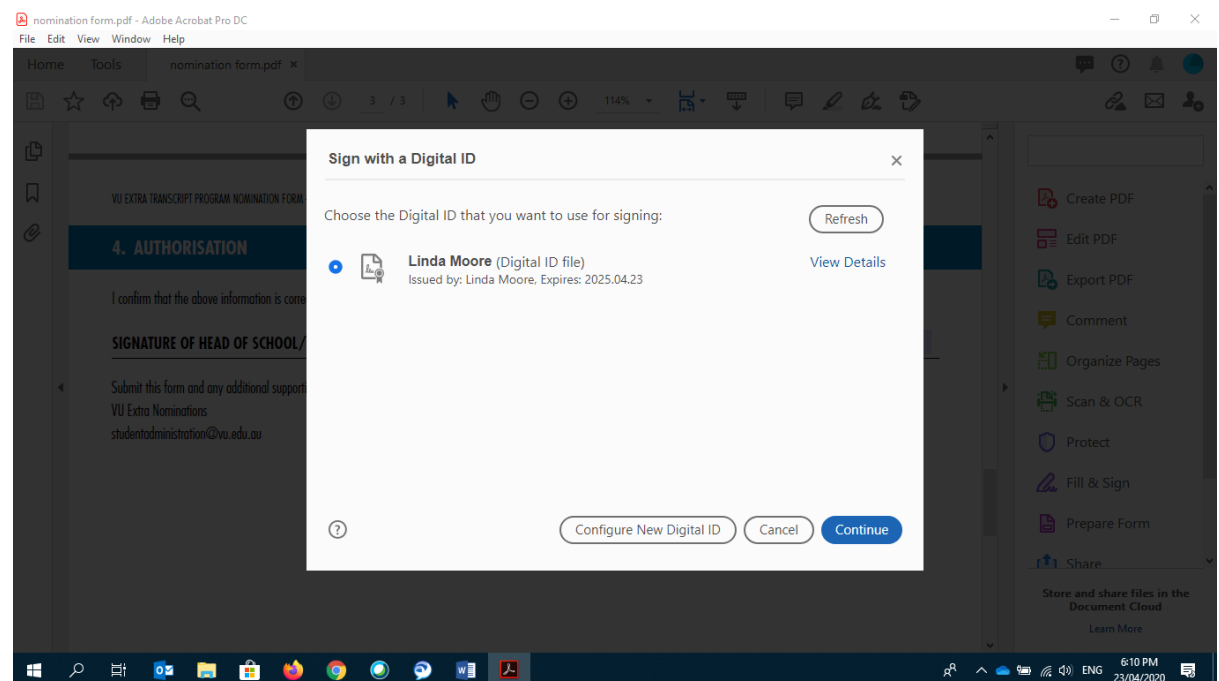 nomination form.pdf - Adobe Acrobat Pro DC
File Edit View Window Help
Home Tools nomination form.pdf ×
3 / 3 114%
Sign with a Digital ID
Choose the Digital ID that you want to use for signing:
Refresh
Linda Moore (Digital ID file)
Issued by: Linda Moore, Expires: 2025.04.23
View Details
Configure New Digital ID Cancel Continue
VU EXTRA TRANSCRIPT PROGRAM NOMINATION FORM
4. AUTHORISATION
I confirm that the above information is corre
SIGNATURE OF HEAD OF SCHOOL/
Submit this form and any additional supporti
VU Extra Nominations
studentadministration@vu.edu.au
Create PDF
Edit PDF
Export PDF
Comment
Organize Pages
Scan & OCR
Protect
Fill & Sign
Prepare Form
Share
Store and share files in the
Document Cloud
Learn More
ENG
6:10 PM
23/04/2020